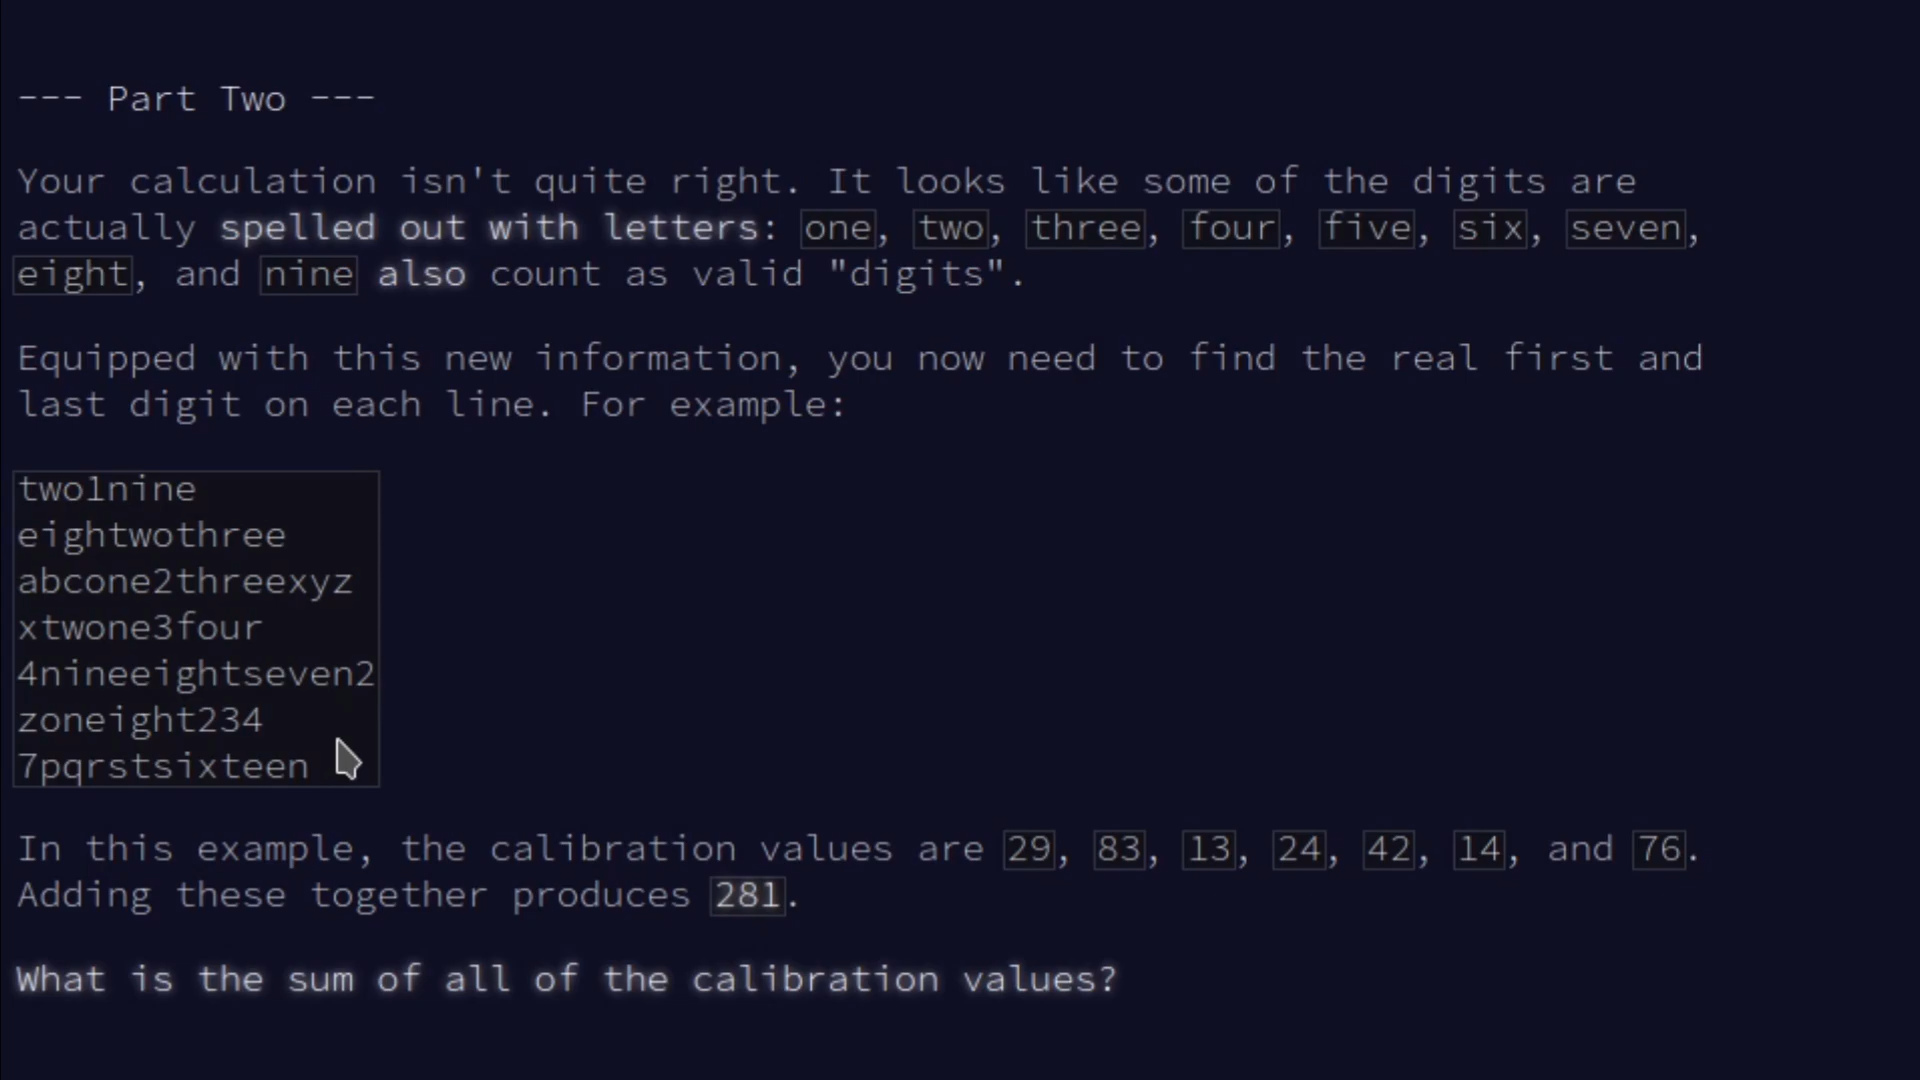 --- Part Two ---
Your calculation isn't quite right. It looks like some of the digits are
actually spelled out with letters: one, two, three, four, five, six, seven,
eight, and nine also count as valid "digits".
Equipped with this new information, you now need to find the real first and
last digit on each line. For example:
two1nine
eightwothree
abcone2threexyz
xtwone3four
4nineeightseven2
zoneight234
7pqrstsixteen
In this example, the calibration values are 29, 83, 13, 24, 42, 14, and 76.
Adding these together produces 281.
What is the sum of all of the calibration values?